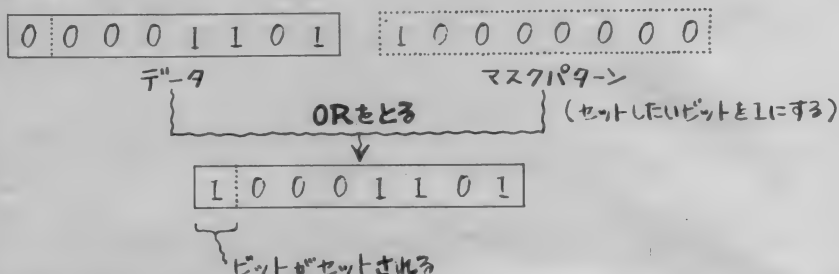 0 0 0 0 1 1 0 1 1 0 0 0 0 0 0 0
データ マスクパターン
ORをとる (セットしたいビットを1にする)
1 0 0 0 1 1 0 1
ビットがセットされる